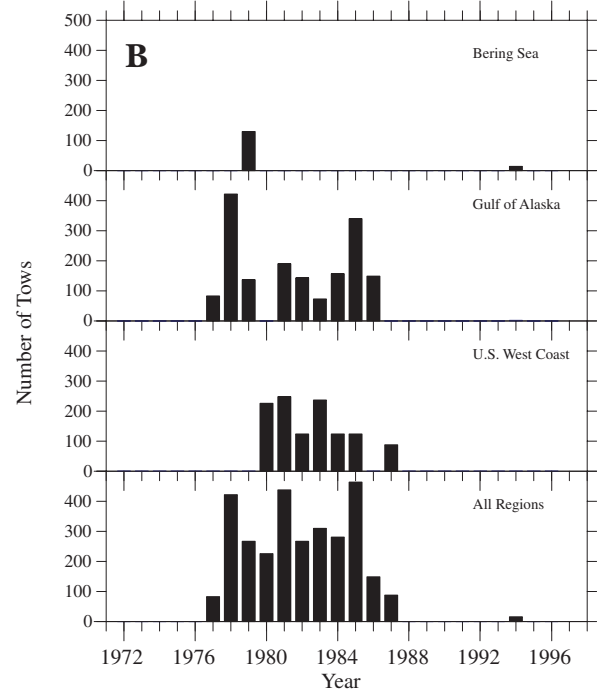 B
Bering Sea
500
400
300
200
100
0
Gulf of Alaska
400
300
200
100
0
U.S. West Coast
400
300
200
100
0
All Regions
400
300
200
100
0
Number of Tows
1972 1976 1980 1984 1988 1992 1996
Year